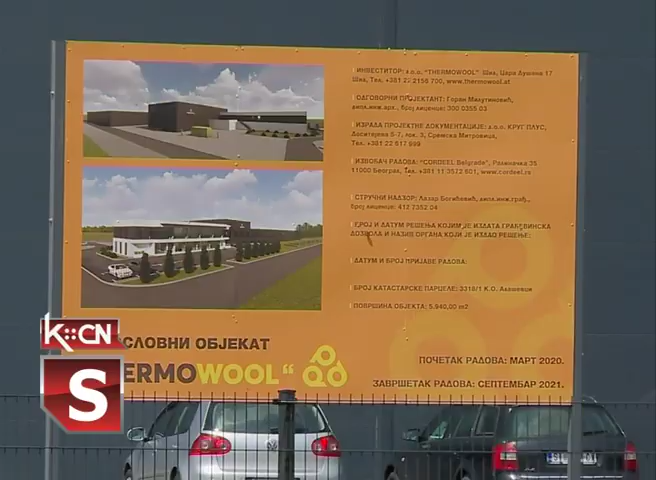 ИНВЕСТИТОР: д.о.о. "THERMOWOOL" Шид, Цара Душана 17
Шид, Тел. +381 22 2156 700, www.thermowool.at
ОДГОВОРНИ ПРОЈЕКТАНТ: Горан Милутиновић,
дипл.инж.арх., број лиценце: 300 0355 03
ИЗРАДА ПРОЈЕКТНЕ ДОКУМЕНТАЦИЈЕ: д.о.о. КРУГ ПЛУС,
Доситејева 5-7, лок. 3, Сремска Митровица,
Тел. +381 22 617 999
ИЗВОЂАЧ РАДОВА: "CORDEEL Belgrade", 35
11000 Београд, Тел. +381 11 3572 601, www.cordeel.rs
СТРУЧНИ НАДЗОР: Лазар Богићевић, дипл.инж.грађ.,
број лиценце: 412 7352 04
БРОЈ И ДАТУМ РЕШЕЊА КОЈИМ ЈЕ ИЗДАТА ГРАЂЕВИНСКА
ДОЗВОЛА И НАЗИВ ОРГАНА КОЈИ ЈЕ ИЗДАО РЕШЕЊЕ:
ДАТУМ И БРОЈ ПРИЈАВЕ РАДОВА:
БРОЈ КАТАСТАРСКЕ ПАРЦЕЛЕ: 3318/1 К.О. Адашевци
ПОВРШИНА ОБЈЕКТА: 5.940,00 m2
СЛОВНИ ОБЈЕКАТ
ERMOWOOL“
ПОЧЕТАК РАДОВА: МАРТ 2020.
ЗАВРШЕТАК РАДОВА: СЕПТЕМБАР 2021.
K::CN
S